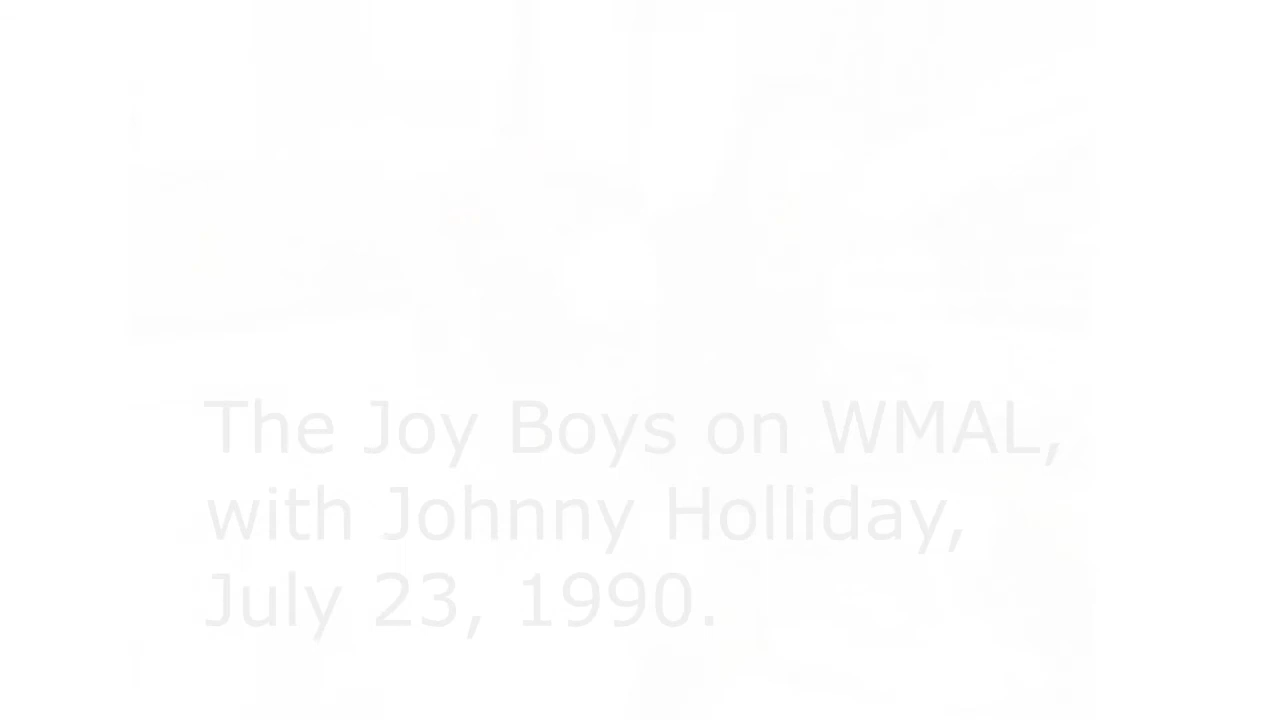 The Joy Boys on WMAL,
with Johnny Holliday,
July 23, 1990.